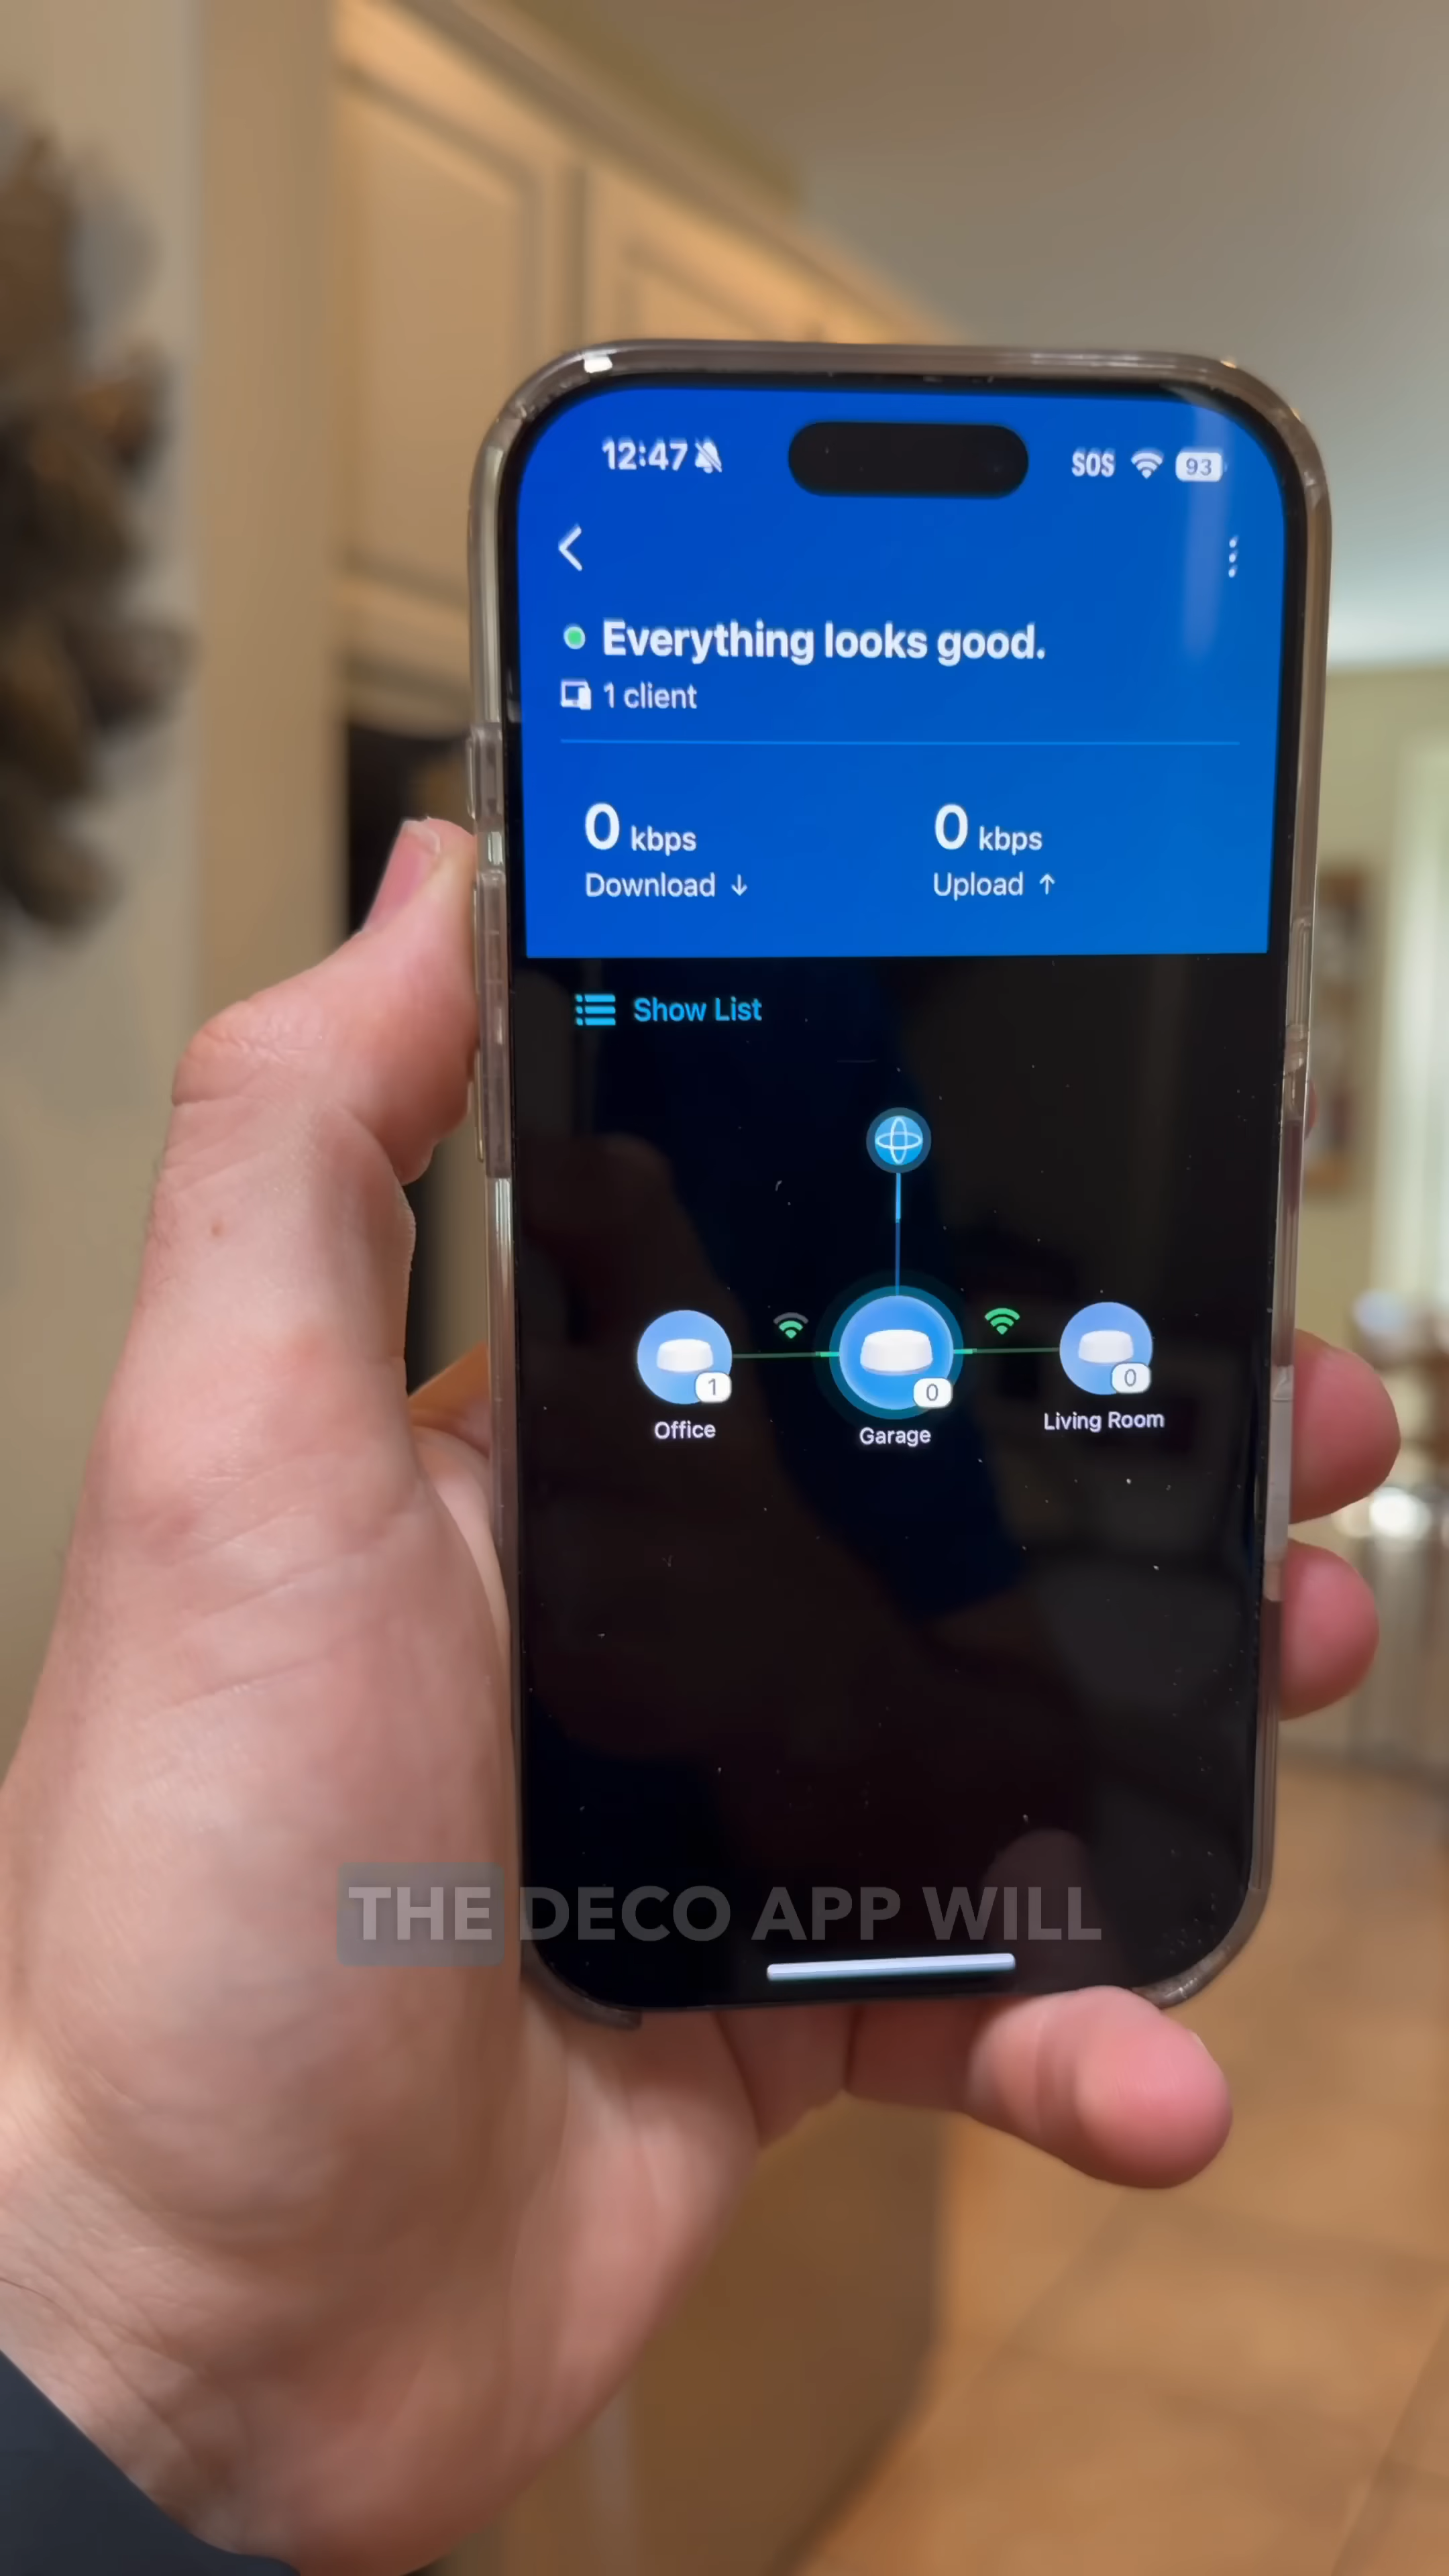 12:47 SOS 93
Everything looks good.
1 client
0 kbps 0 kbps
Download ↓ Upload ↑
Show List
1 0 0
Office Garage Living Room
THE DECO APP WILL